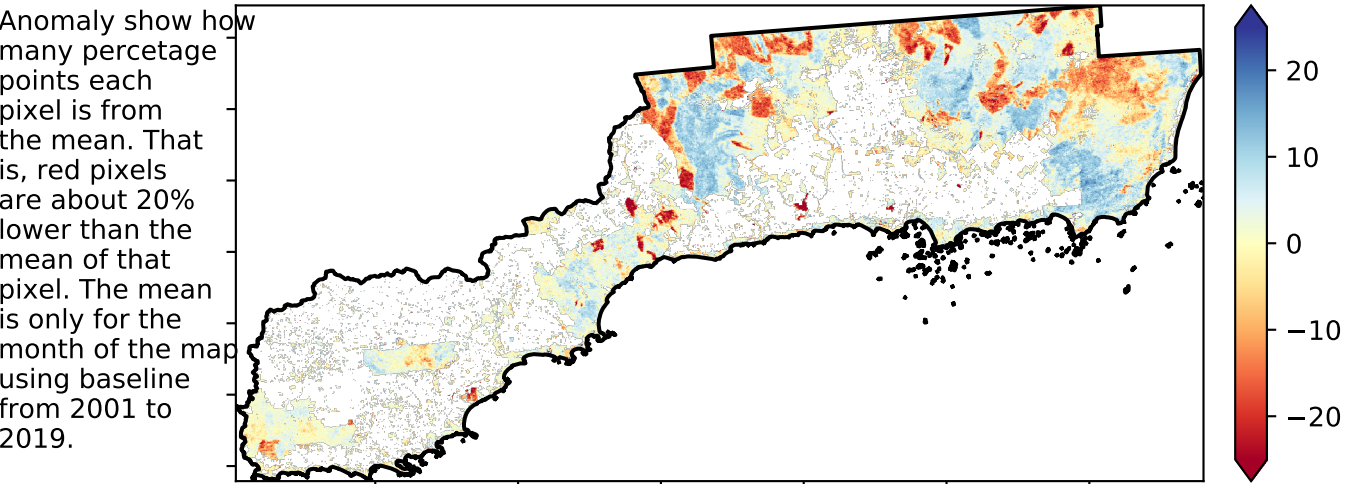 Anomaly show how
many percetage
points each
pixel is from
the mean. That
is, red pixels
are about 20%
lower than the
mean of that
pixel. The mean
is only for the
month of the map
using baseline
from 2001 to
2019.
20
10
0
−10
−20